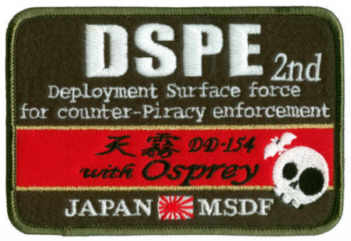 DSPE 2nd
Deployment Surface force
for counter-Piracy enforcement
天霧 DD-154
with Osprey
JAPAN MSDF